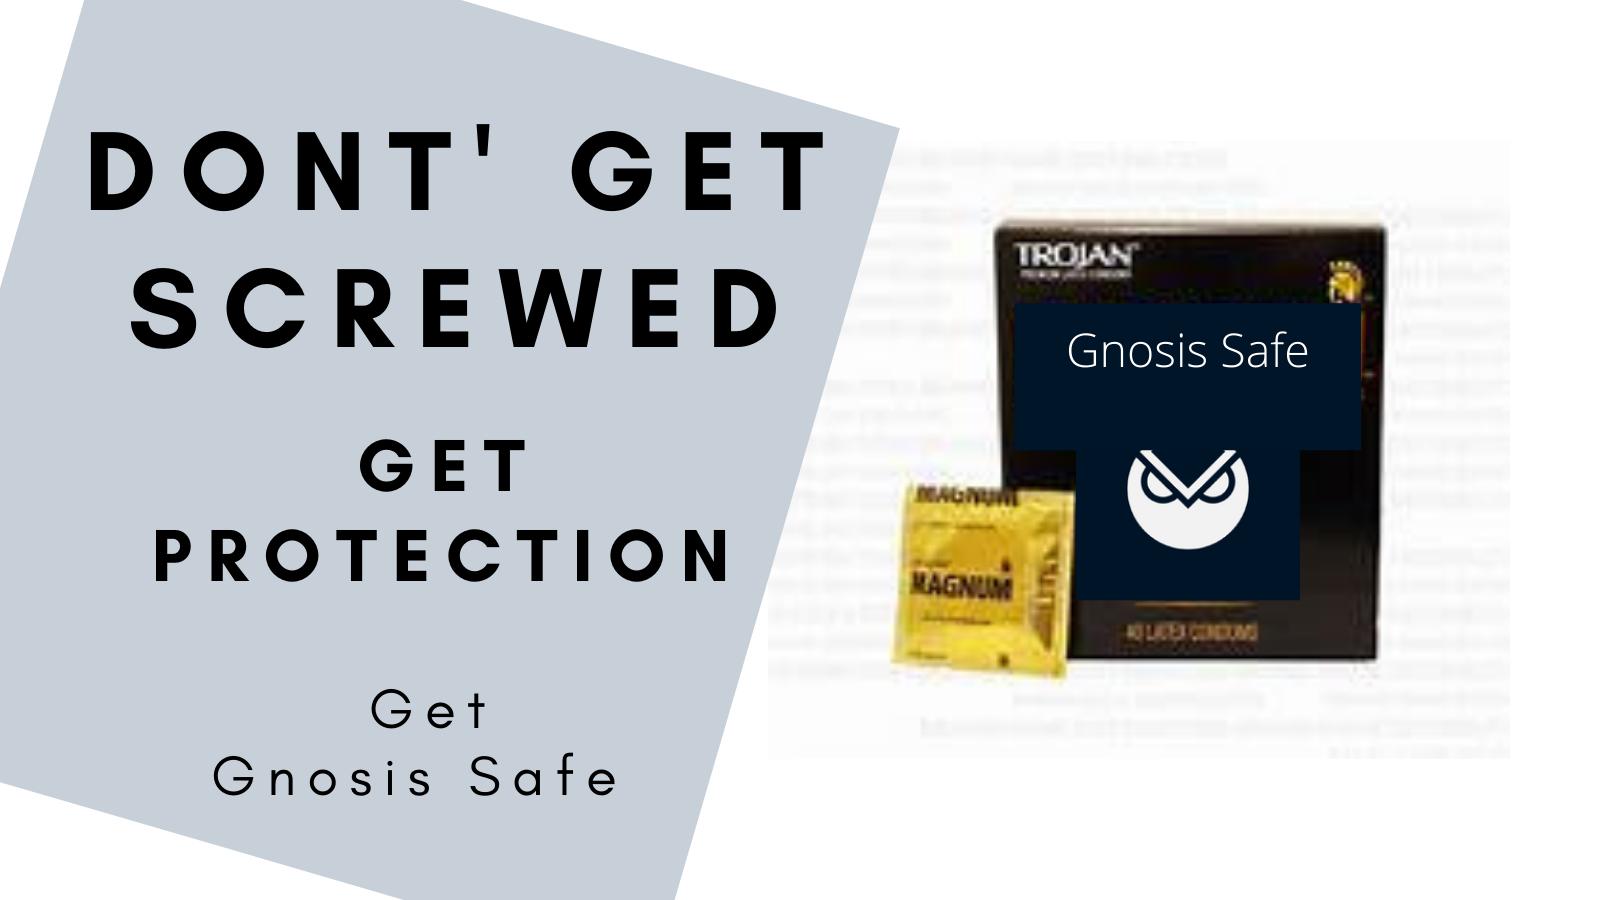 DONT' GET
SCREWED
GET
PROTECTION
Get
Gnosis Safe
TROJAN
Gnosis Safe
MAGNUM
MAGNUM
40 LATEX CONDOMS